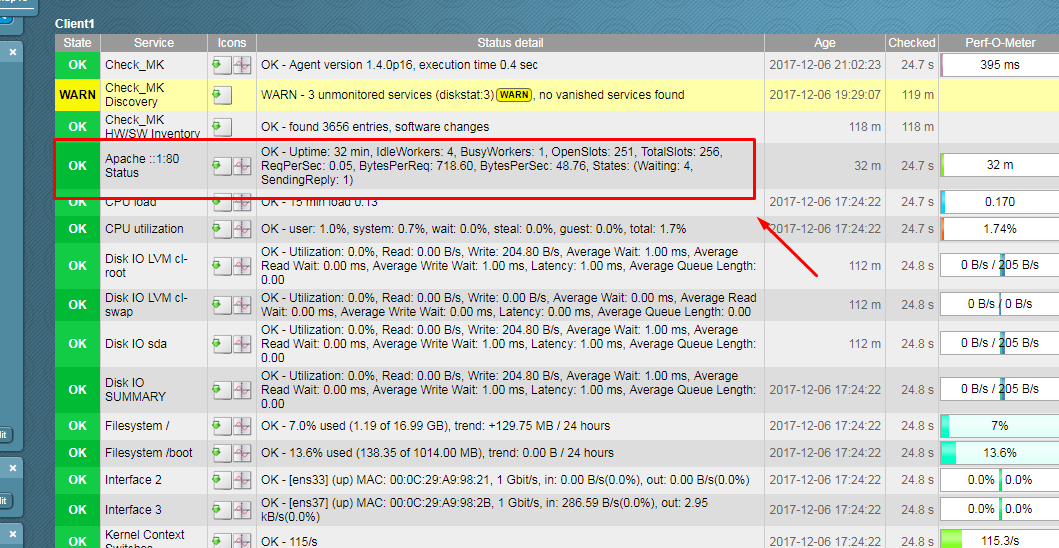 Client1
State Service Icons Status detail Age Checked Perf-O-Meter
OK Check_MK OK - Agent version 1.4.0p16, execution time 0.4 sec 2017-12-06 21:02:23 24.7 s 395 ms
WARN Check_MK Discovery WARN - 3 unmonitored services (diskstat:3) WARN, no vanished services found 2017-12-06 19:29:07 119 m
OK Check_MK HW/SW Inventory OK - found 3656 entries, software changes 118 m 118 m
OK Apache ::1:80 Status OK - Uptime: 32 min, IdleWorkers: 4, BusyWorkers: 1, OpenSlots: 251, TotalSlots: 256,
ReqPerSec: 0.05, BytesPerReq: 718.60, BytesPerSec: 48.76, States: (Waiting: 4,
SendingReply: 1) 32 m 24.7 s 32 m
OK CPU load OK - 15 min load 0.13 2017-12-06 17:24:22 24.7 s 0.170
OK CPU utilization OK - user: 1.0%, system: 0.7%, wait: 0.0%, steal: 0.0%, guest: 0.0%, total: 1.7% 2017-12-06 17:24:22 24.7 s 1.74%
OK Disk IO LVM cl-root OK - Utilization: 0.0%, Read: 0.00 B/s, Write: 204.80 B/s, Average Wait: 1.00 ms, Average
Read Wait: 0.00 ms, Average Write Wait: 1.00 ms, Latency: 1.00 ms, Average Queue Length:
0.00 112 m 24.8 s 0 B/s / 205 B/s
OK Disk IO LVM cl-swap OK - Utilization: 0.0%, Read: 0.00 B/s, Write: 0.00 B/s, Average Wait: 0.00 ms, Average Read
Wait: 0.00 ms, Average Write Wait: 0.00 ms, Latency: 0.00 ms, Average Queue Length: 0.00 112 m 24.8 s 0 B/s / 0 B/s
OK Disk IO sda OK - Utilization: 0.0%, Read: 0.00 B/s, Write: 204.80 B/s, Average Wait: 1.00 ms, Average
Read Wait: 0.00 ms, Average Write Wait: 1.00 ms, Latency: 1.00 ms, Average Queue Length:
0.00 2017-12-06 17:24:22 24.8 s 0 B/s / 205 B/s
OK Disk IO SUMMARY OK - Utilization: 0.0%, Read: 0.00 B/s, Write: 204.80 B/s, Average Wait: 1.00 ms, Average
Read Wait: 0.00 ms, Average Write Wait: 1.00 ms, Latency: 1.00 ms, Average Queue Length:
0.00 2017-12-06 17:24:22 24.8 s 0 B/s / 205 B/s
OK Filesystem / OK - 7.0% used (1.19 of 16.99 GB), trend: +129.75 MB / 24 hours 2017-12-06 17:24:22 24.8 s 7%
OK Filesystem /boot OK - 13.6% used (138.35 of 1014.00 MB), trend: 0.00 B / 24 hours 2017-12-06 17:24:22 24.8 s 13.6%
OK Interface 2 OK - [ens33] (up) MAC: 00:0C:29:A9:98:21, 1 Gbit/s, in: 0.00 B/s(0.0%), out: 0.00 B/s(0.0%) 2017-12-06 17:24:22 24.8 s 0.0% 0.0%
OK Interface 3 OK - [ens37] (up) MAC: 00:0C:29:A9:98:2B, 1 Gbit/s, in: 286.59 B/s(0.0%), out: 2.95
kB/s(0.0%) 2017-12-06 17:24:22 24.8 s 0.0% 0.0%
OK Kernel Context Switches OK - 115/s 2017-12-06 17:24:22 24.8 s 115.3/s